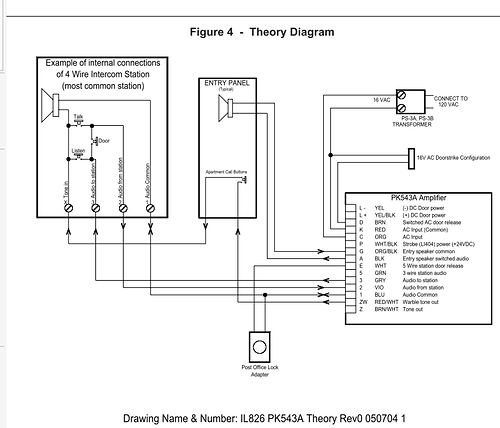 Figure 4 - Theory Diagram
Example of internal connections
of 4 Wire Intercom Station
(most common station)
Talk
Door
Listen
Tone in
Audio to station
Audio from station
Audio Common
4
3
2
1
ENTRY PANEL
(Typical)
Apartment Call Buttons
16 VAC
CONNECT TO
120 VAC
PS-3A, PS-3B
TRANSFORMER
16V AC Doorstrike Configuration
PK543A Amplifier
L - YEL (-) DC Door power
L + YEL/BLK (+) DC Door power
D BRN Switched AC door release
K RED AC Input (Common)
C ORG AC Input
P WHT/BLK Strobe (LI404) power (+24VDC)
G ORG/BLK Entry speaker common
A BLK Entry speaker switched audio
E WHT 5 Wire station door release
5 GRN 3 wire station audio
3 GRY Audio to station
2 VIO Audio from station
1 BLU Audio Common
ZW RED/WHT Warble tone out
Z BRN/WHT Tone out
Post Office Lock
Adapter
Drawing Name & Number: IL826 PK543A Theory Rev0 050704 1